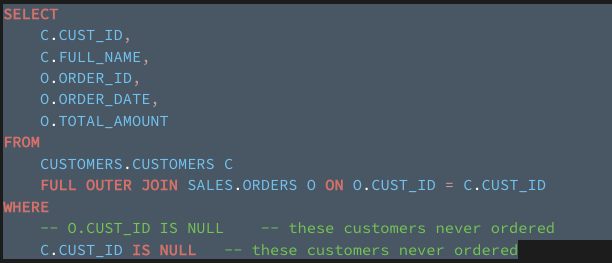 SELECT
C.CUST_ID,
C.FULL_NAME,
O.ORDER_ID,
O.ORDER_DATE,
O.TOTAL_AMOUNT
FROM
CUSTOMERS.CUSTOMERS C
FULL OUTER JOIN SALES.ORDERS O ON O.CUST_ID = C.CUST_ID
WHERE
-- O.CUST_ID IS NULL -- these customers never ordered
C.CUST_ID IS NULL -- these customers never ordered